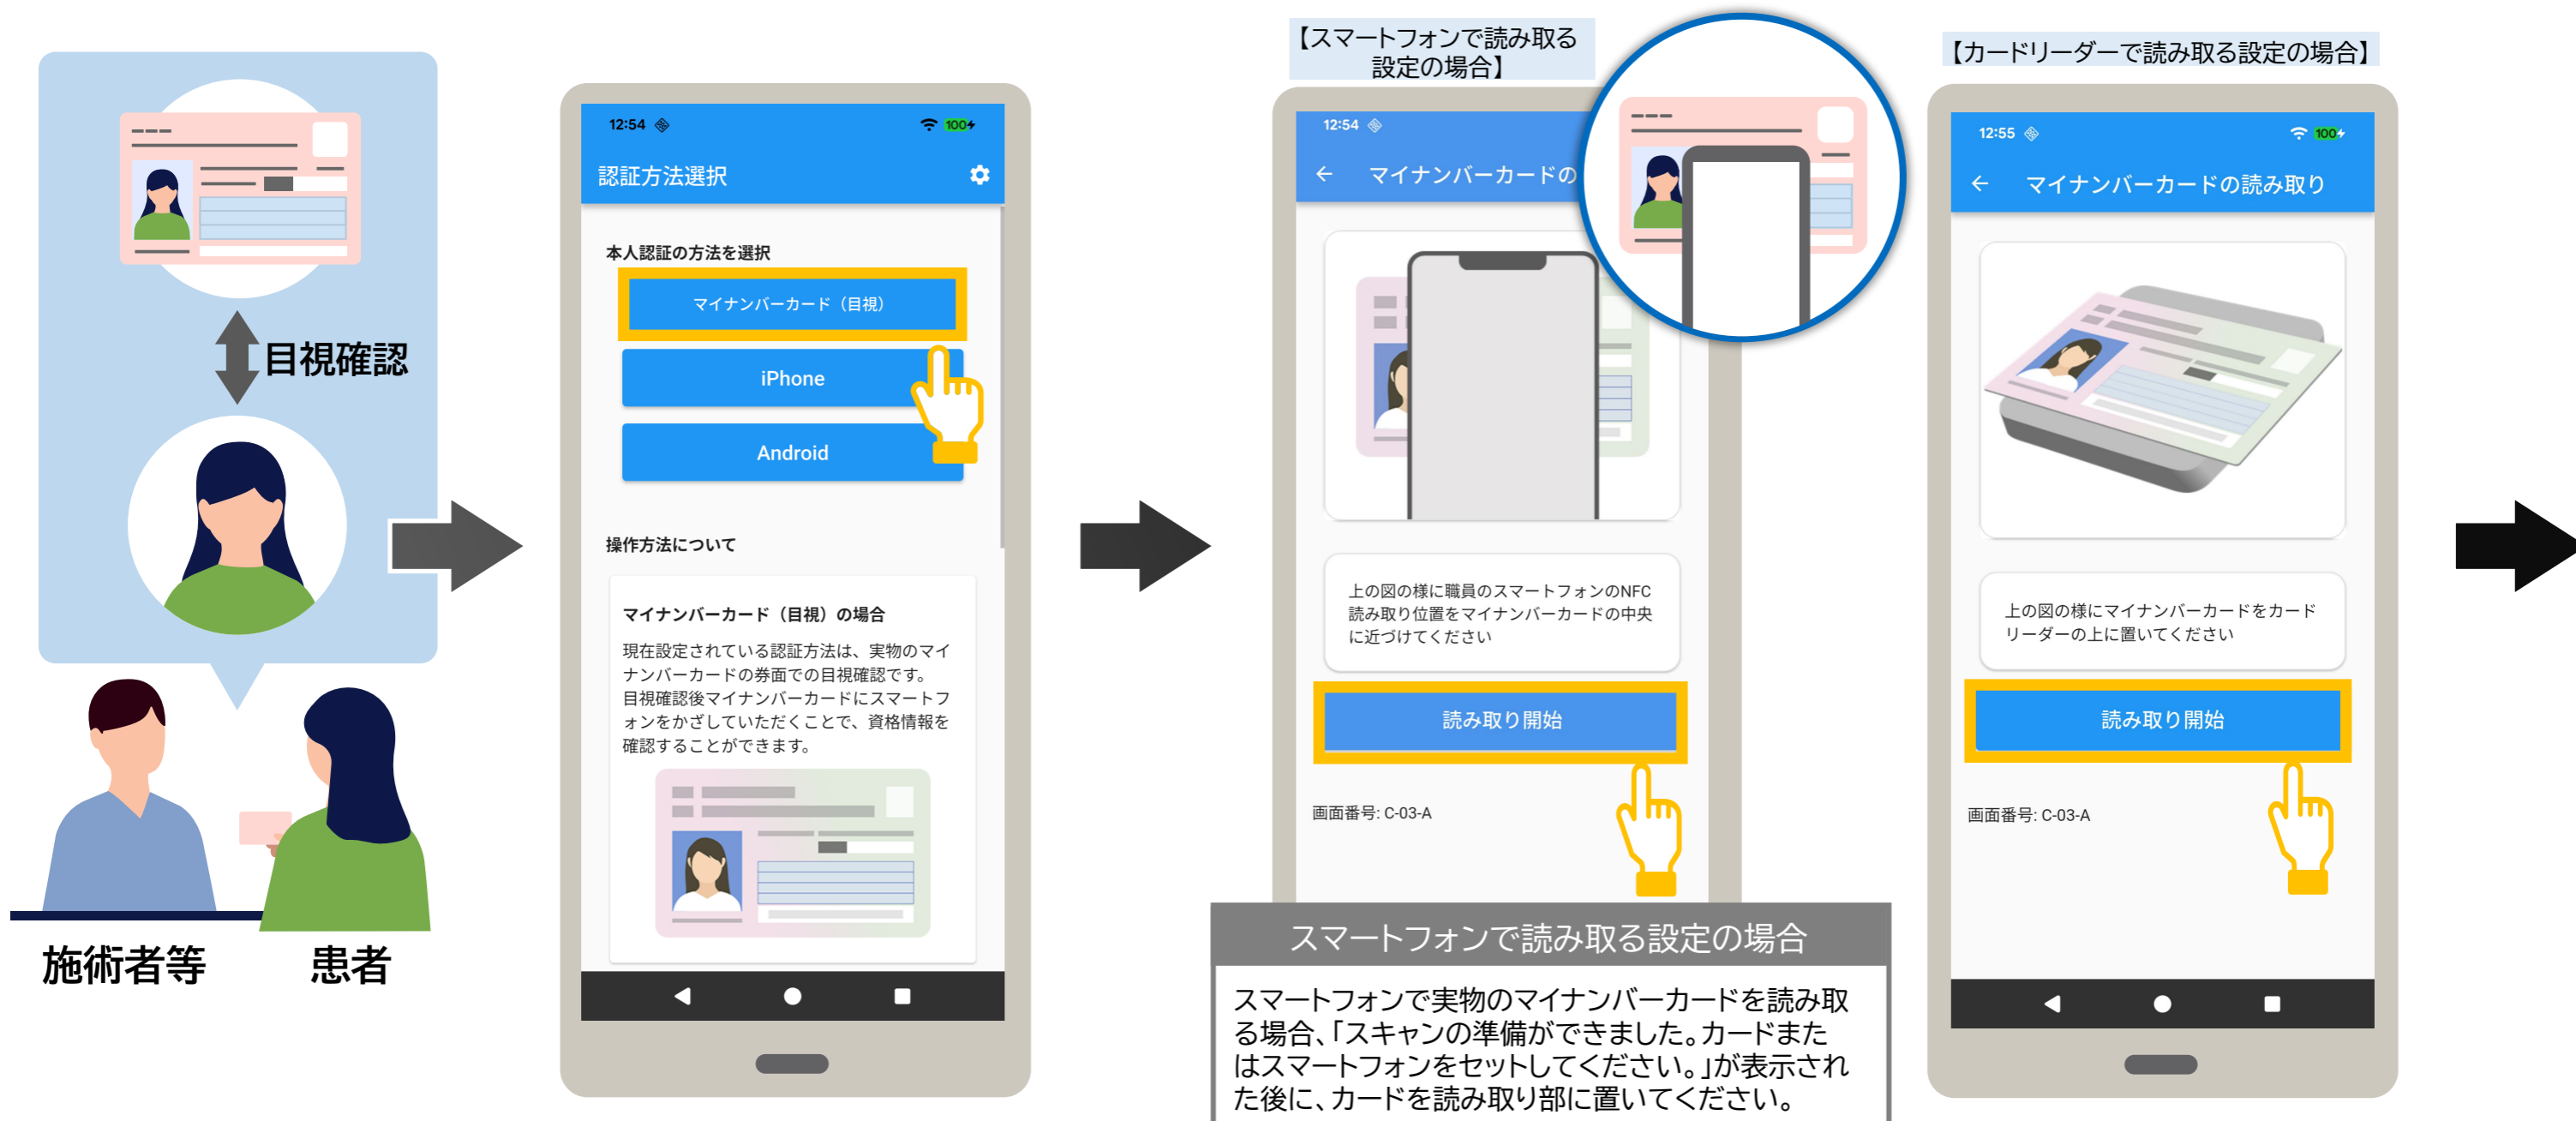 目視確認
施術者等
患者
12:54
100
認証方法選択
本人認証の方法を選択
マイナンバーカード（目視）
iPhone
Android
操作方法について
マイナンバーカード（目視）の場合
現在設定されている認証方法は、実物のマイ
ナンバーカードの券面での目視確認です。
目視確認後マイナンバーカードにスマートフ
ォンをかざしていただくことで、資格情報を
確認することができます。
【スマートフォンで読み取る
設定の場合】
12:54
マイナンバーカードの
上の図の様に職員のスマートフォンのNFC
読み取り位置をマイナンバーカードの中央
に近づけてください
読み取り開始
画面番号: C-03-A
スマートフォンで読み取る設定の場合
スマートフォンで実物のマイナンバーカードを読み取
る場合、「スキャンの準備ができました。カードまた
はスマートフォンをセットしてください。」が表示され
た後に、カードを読み取り部に置いてください。
【カードリーダーで読み取る設定の場合】
12:55
100
マイナンバーカードの読み取り
上の図の様にマイナンバーカードをカード
リーダーの上に置いてください
読み取り開始
画面番号: C-03-A